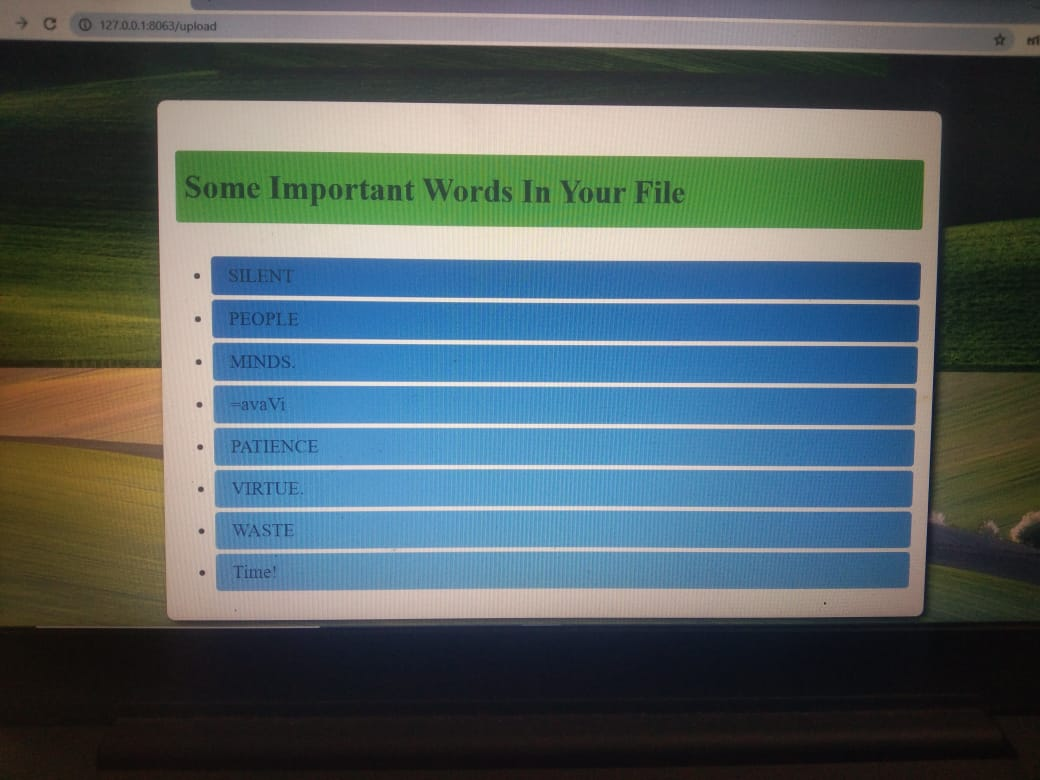 127.0.0.1:8063/upload
Some Important Words In Your File
SILENT
PEOPLE
MINDS.
=avaVi
PATIENCE
VIRTUE.
WASTE
Time!